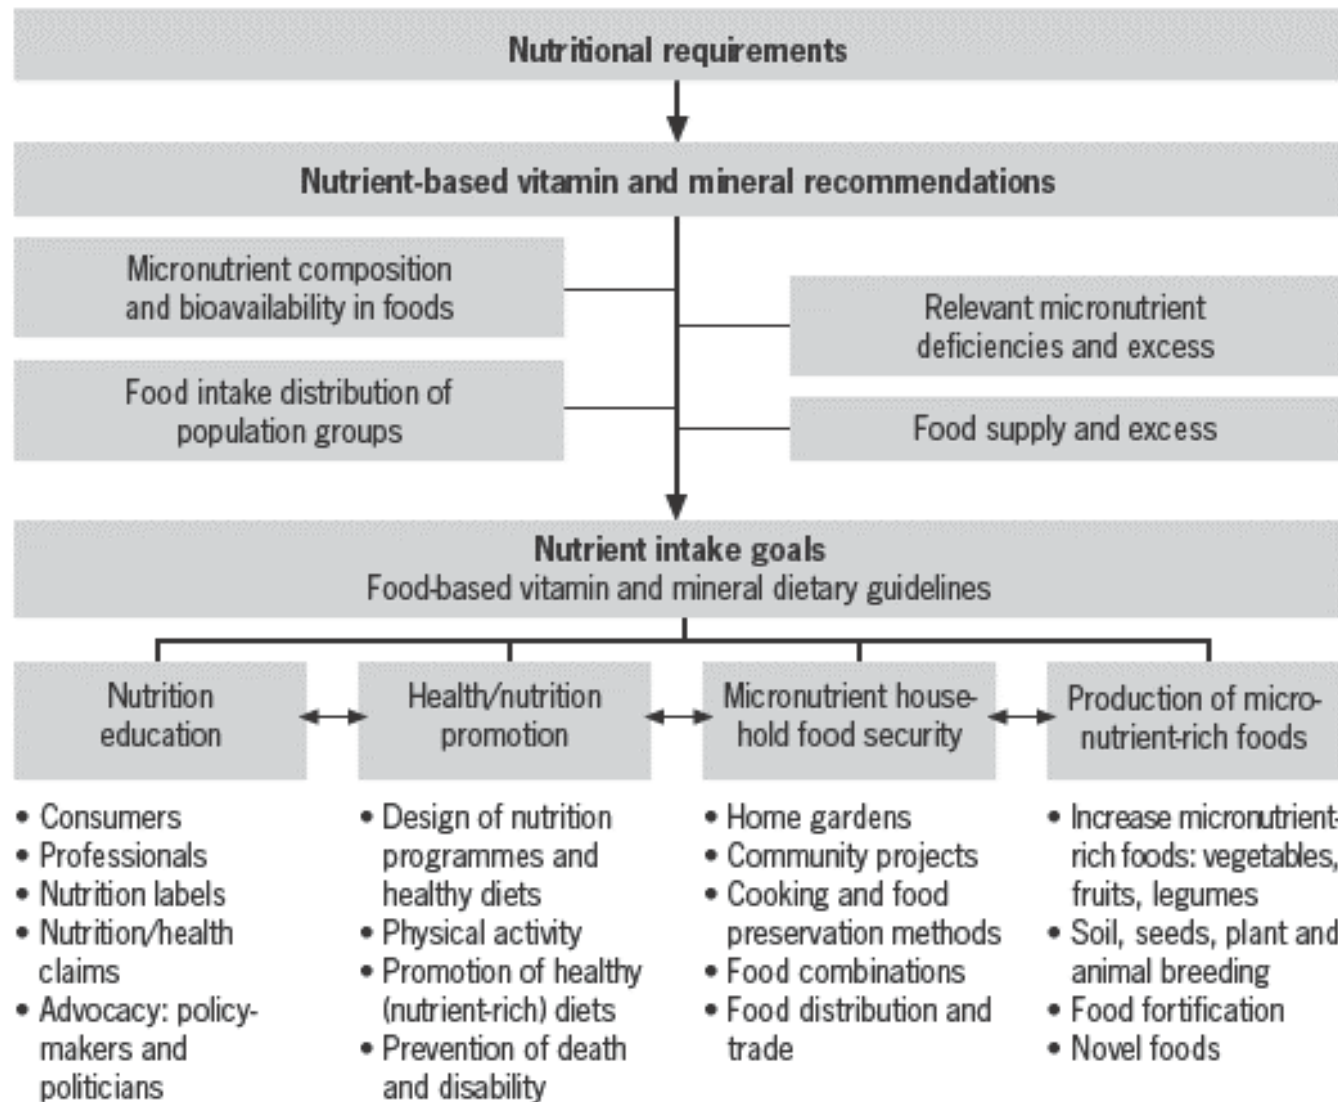 Nutritional requirements
Nutrient-based vitamin and mineral recommendations
Micronutrient composition
and bioavailability in foods
Relevant micronutrient
deficiencies and excess
Food intake distribution of
population groups
Food supply and excess
Nutrient intake goals
Food-based vitamin and mineral dietary guidelines
Nutrition
education
Health/nutrition
promotion
Micronutrient house-
hold food security
Production of micro-
nutrient-rich foods
• Consumers
• Professionals
• Nutrition labels
• Nutrition/health
claims
• Advocacy: policy-
makers and
politicians
• Design of nutrition
programmes and
healthy diets
• Physical activity
• Promotion of healthy
(nutrient-rich) diets
• Prevention of death
and disability
• Home gardens
• Community projects
• Cooking and food
preservation methods
• Food combinations
• Food distribution and
trade
• Increase micronutrient-
rich foods: vegetables,
fruits, legumes
• Soil, seeds, plant and
animal breeding
• Food fortification
• Novel foods